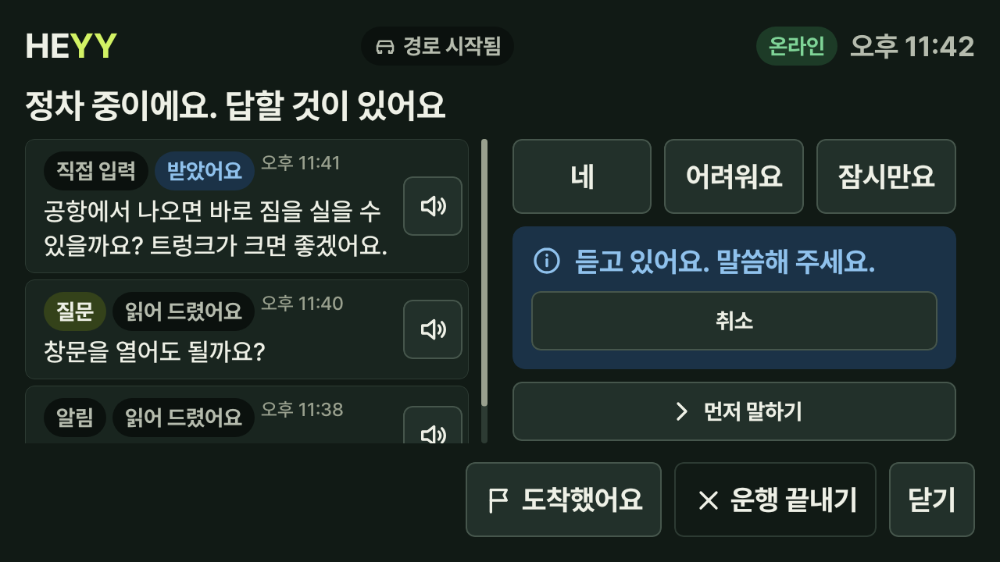 HEYY
경로 시작됨
온라인
오후 11:42
정차 중이에요. 답할 것이 있어요
직접 입력 받았어요 오후 11:41
공항에서 나오면 바로 짐을 실을 수
있을까요? 트렁크가 크면 좋겠어요.
질문 읽어 드렸어요 오후 11:40
창문을 열어도 될까요?
알림 읽어 드렸어요 오후 11:38
네
어려워요
잠시만요
듣고 있어요. 말씀해 주세요.
취소
먼저 말하기
도착했어요
운행 끝내기
닫기